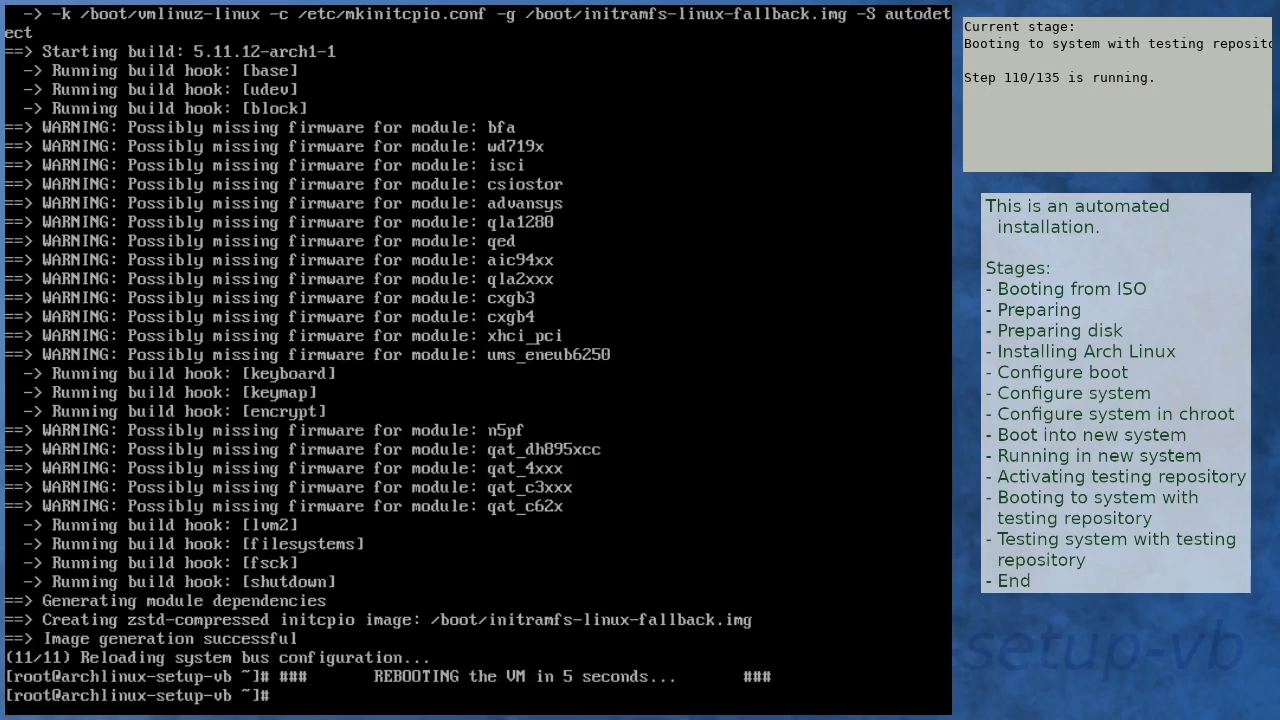 -> -k /boot/vmlinuz-linux -c /etc/mkinitcpio.conf -g /boot/initramfs-linux-fallback.img -S autodet
ect
==> Starting build: 5.11.12-arch1-1
  -> Running build hook: [base]
  -> Running build hook: [udev]
  -> Running build hook: [block]
==> WARNING: Possibly missing firmware for module: bfa
==> WARNING: Possibly missing firmware for module: wd719x
==> WARNING: Possibly missing firmware for module: isci
==> WARNING: Possibly missing firmware for module: csiostor
==> WARNING: Possibly missing firmware for module: advansys
==> WARNING: Possibly missing firmware for module: qla1280
==> WARNING: Possibly missing firmware for module: qed
==> WARNING: Possibly missing firmware for module: aic94xx
==> WARNING: Possibly missing firmware for module: qla2xxx
==> WARNING: Possibly missing firmware for module: cxgb3
==> WARNING: Possibly missing firmware for module: cxgb4
==> WARNING: Possibly missing firmware for module: xhci_pci
==> WARNING: Possibly missing firmware for module: ums_eneub6250
  -> Running build hook: [keyboard]
  -> Running build hook: [keymap]
  -> Running build hook: [encrypt]
==> WARNING: Possibly missing firmware for module: n5pf
==> WARNING: Possibly missing firmware for module: qat_dh895xcc
==> WARNING: Possibly missing firmware for module: qat_4xxx
==> WARNING: Possibly missing firmware for module: qat_c3xxx
==> WARNING: Possibly missing firmware for module: qat_c62x
  -> Running build hook: [lvm2]
  -> Running build hook: [filesystems]
  -> Running build hook: [fsck]
  -> Running build hook: [shutdown]
==> Generating module dependencies
==> Creating zstd-compressed initcpio image: /boot/initramfs-linux-fallback.img
==> Image generation successful
(11/11) Reloading system bus configuration...
[root@archlinux-setup-vb ~]# ###       REBOOTING the VM in 5 seconds...       ###
[root@archlinux-setup-vb ~]#
Current stage:
Booting to system with testing reposito
Step 110/135 is running.
This is an automated
installation.
Stages:
- Booting from ISO
- Preparing
- Preparing disk
- Installing Arch Linux
- Configure boot
- Configure system
- Configure system in chroot
- Boot into new system
- Running in new system
- Activating testing repository
- Booting to system with
testing repository
- Testing system with testing
repository
- End
setup-vb